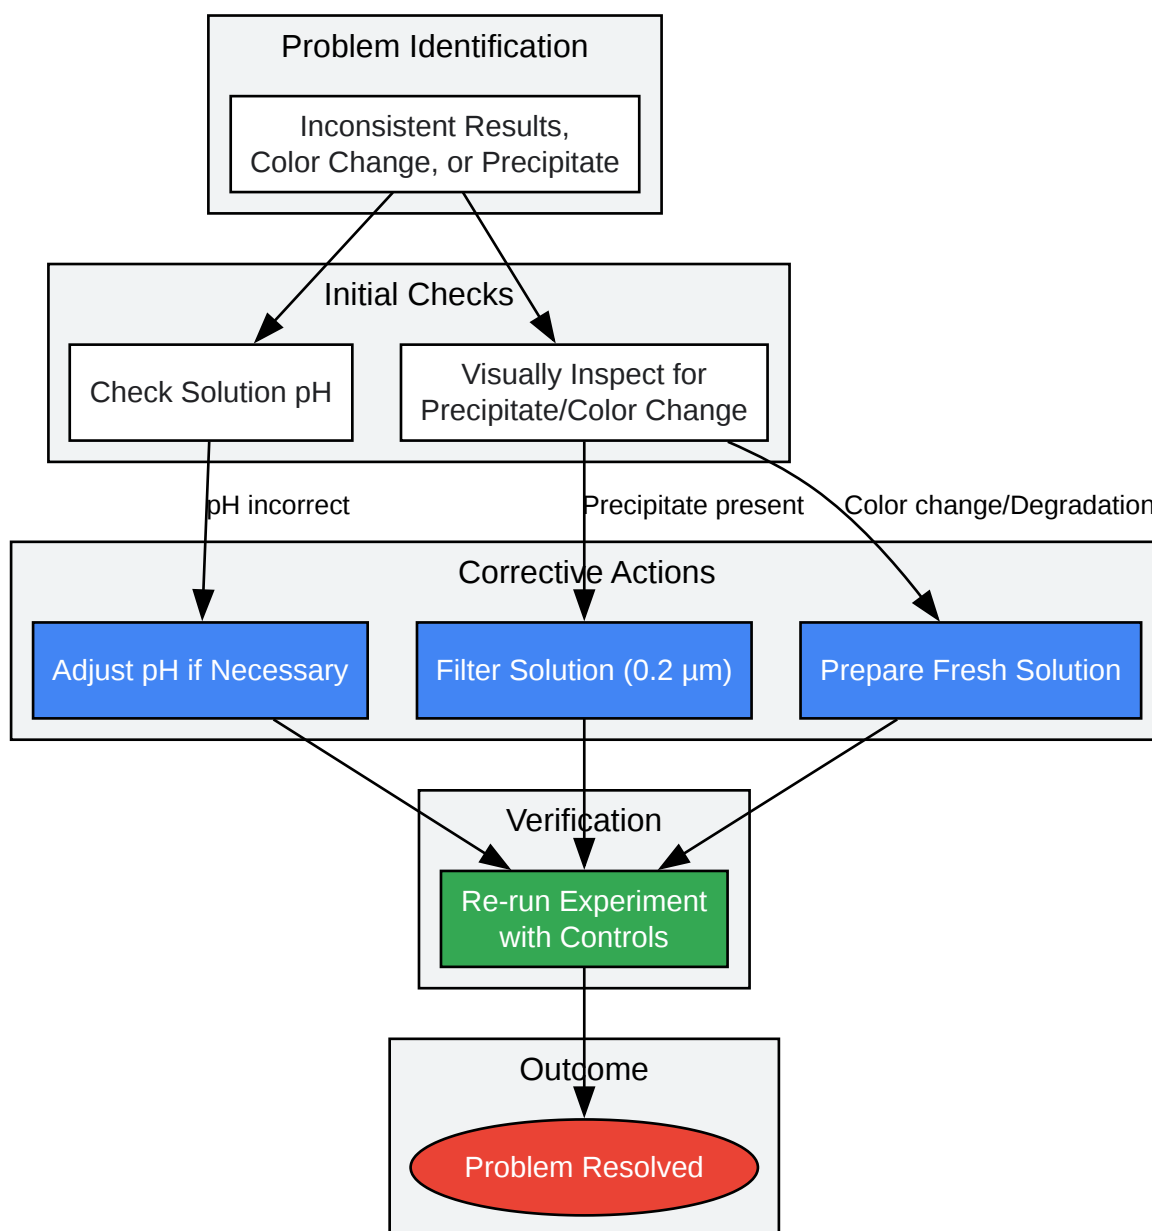 Problem Identification
Inconsistent Results,
Color Change, or Precipitate
Initial Checks
Check Solution pH
Visually Inspect for
Precipitate/Color Change
pH incorrect
Precipitate present
Color change/Degradation
Corrective Actions
Adjust pH if Necessary
Filter Solution (0.2 µm)
Prepare Fresh Solution
Verification
Re-run Experiment
with Controls
Outcome
Problem Resolved